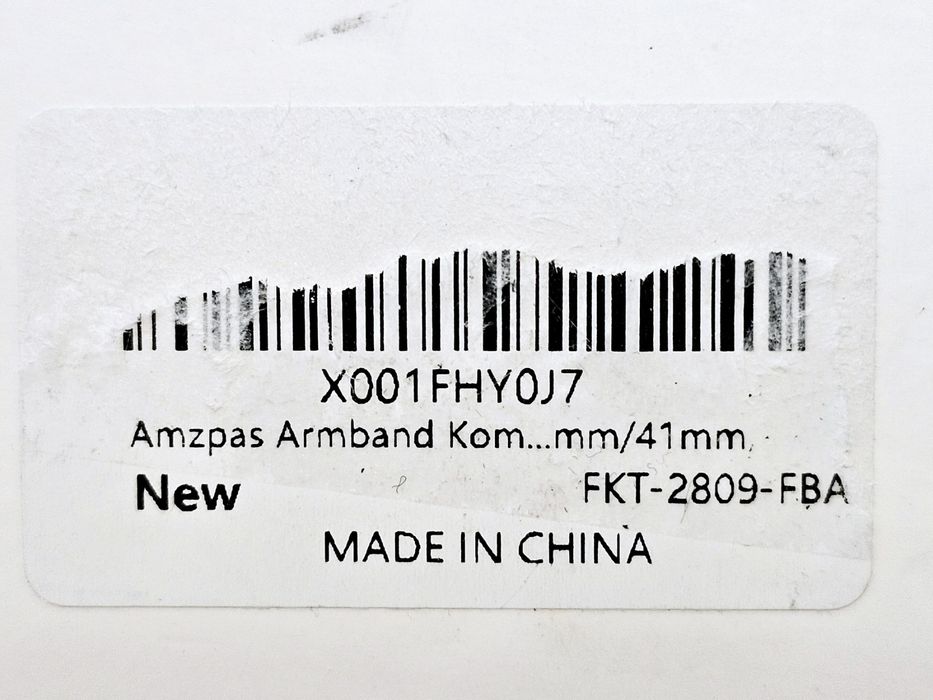 X001FHY0J7
Amzpas Armband Kom...mm/41mm
New FKT-2809-FBA
MADE IN CHINA